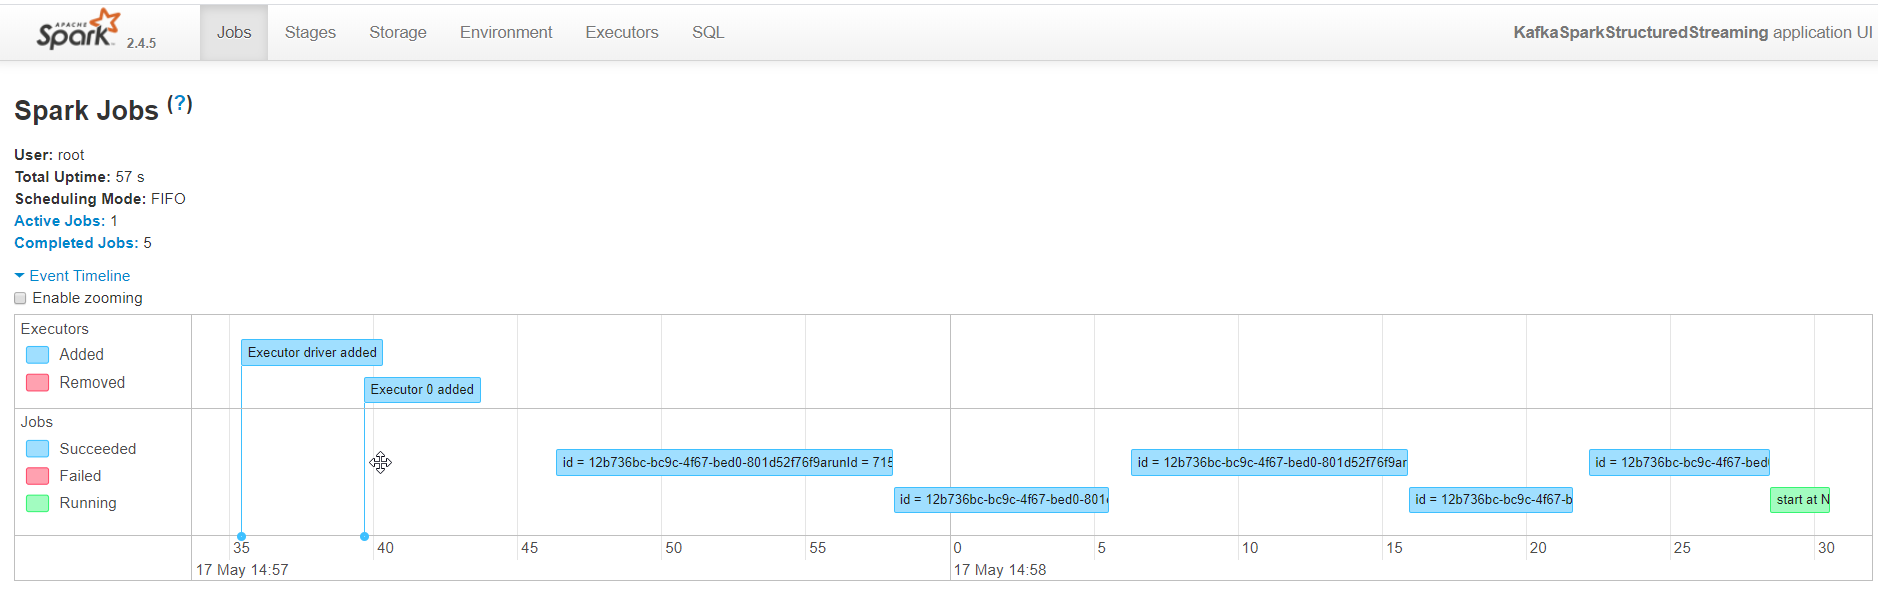 APACHE
Spark 2.4.5 Jobs Stages Storage Environment Executors SQL KafkaSparkStructuredStreaming application UI
Spark Jobs (?)
User: root
Total Uptime: 57 s
Scheduling Mode: FIFO
Active Jobs: 1
Completed Jobs: 5
Event Timeline
Enable zooming
Executors
Added
Removed
Executor driver added
Executor 0 added
Jobs
Succeeded
Failed
Running
id = 12b736bc-bc9c-4f67-bed0-801d52f76f9arunId = 715
id = 12b736bc-bc9c-4f67-bed0-801
id = 12b736bc-bc9c-4f67-bed0-801d52f76f9ar
id = 12b736bc-bc9c-4f67-b
id = 12b736bc-bc9c-4f67-bed
start at N
35 40 45 50 55 0 5 10 15 20 25 30
17 May 14:57 17 May 14:58